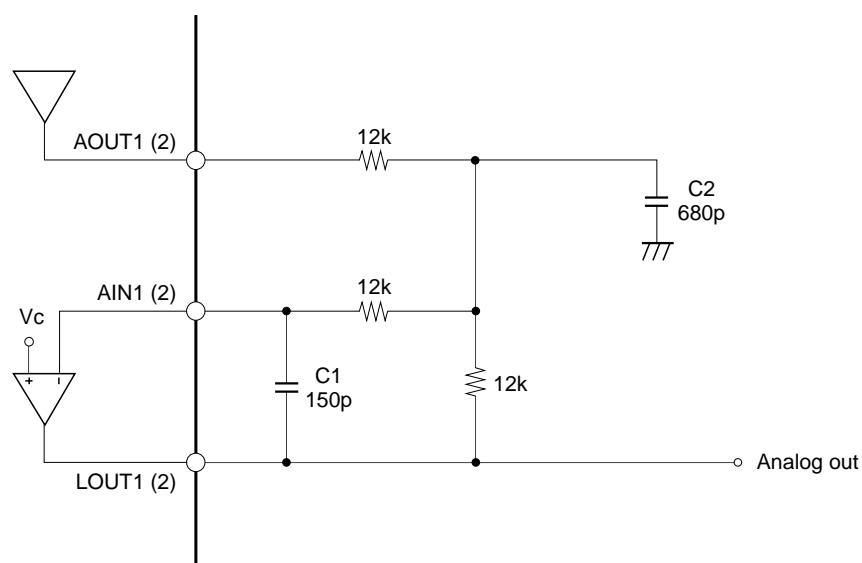 AOUT1 (2)
12k
C2
680p
AIN1 (2)
12k
Vc
+
–
C1
150p
12k
LOUT1 (2)
Analog out